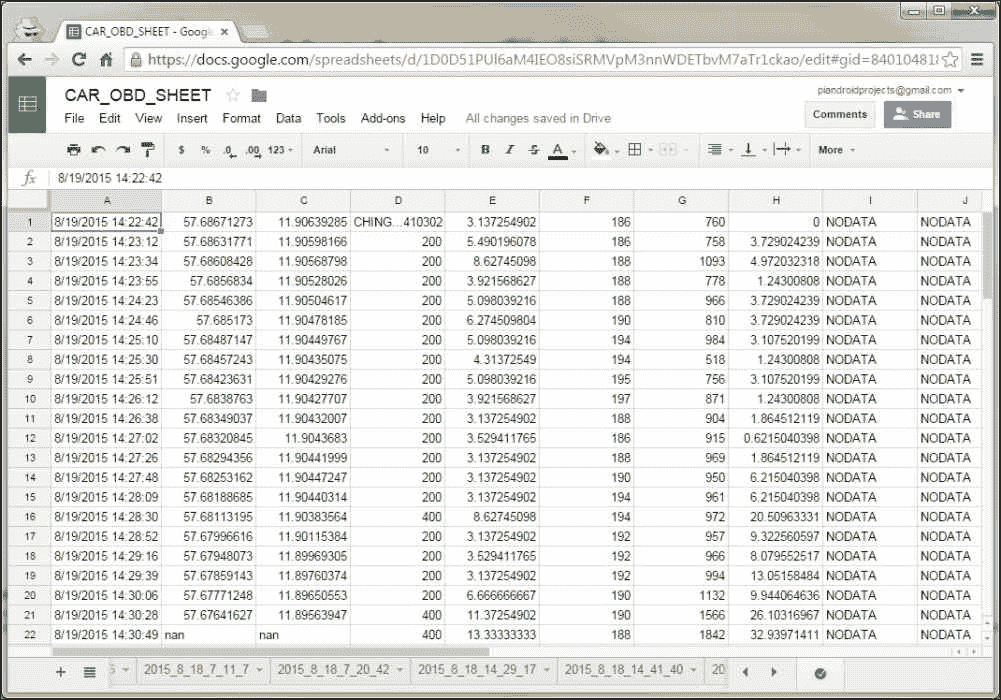 CAR_OBD_SHEET - Googl
https://docs.google.com/spreadsheets/d/1D0D51PUl6aM4IEO8siSRMVpM3nnWDETbvM7aTr1ckao/edit#gid=84010481
piandroidprojects@gmail.com
CAR_OBD_SHEET
File Edit View Insert Format Data Tools Add-ons Help All changes saved in Drive
Comments Share
$ % .0 .00 123 Arial 10 B I S A More
fx 8/19/2015 14:22:42
A B C D E F G H I J
1 8/19/2015 14:22:42 57.68671273 11.90639285 CHING...410302 3.137254902 186 760 0 NODATA NODATA
2 8/19/2015 14:23:12 57.68631771 11.90598166 200 5.490196078 186 758 3.729024239 NODATA NODATA
3 8/19/2015 14:23:34 57.68608428 11.90568798 200 8.62745098 188 1093 4.972032318 NODATA NODATA
4 8/19/2015 14:23:55 57.6856834 11.90528026 200 3.921568627 188 778 1.24300808 NODATA NODATA
5 8/19/2015 14:24:23 57.68546386 11.90504617 200 5.098039216 188 966 3.729024239 NODATA NODATA
6 8/19/2015 14:24:46 57.685173 11.90478185 200 6.274509804 190 810 3.729024239 NODATA NODATA
7 8/19/2015 14:25:10 57.68487147 11.90449767 200 5.098039216 194 984 3.107520199 NODATA NODATA
8 8/19/2015 14:25:30 57.68457243 11.90435075 200 4.31372549 194 518 1.24300808 NODATA NODATA
9 8/19/2015 14:25:51 57.68423631 11.90429276 200 5.098039216 195 756 3.107520199 NODATA NODATA
10 8/19/2015 14:26:12 57.6838763 11.90427707 200 3.921568627 197 871 1.24300808 NODATA NODATA
11 8/19/2015 14:26:38 57.68349037 11.90432007 200 3.137254902 188 904 1.864512119 NODATA NODATA
12 8/19/2015 14:27:02 57.68320845 11.9043683 200 3.529411765 186 915 0.6215040398 NODATA NODATA
13 8/19/2015 14:27:26 57.68294356 11.90441999 200 3.137254902 188 969 1.864512119 NODATA NODATA
14 8/19/2015 14:27:48 57.68253162 11.90447247 200 3.137254902 190 950 6.215040398 NODATA NODATA
15 8/19/2015 14:28:09 57.68188685 11.90440314 200 3.137254902 194 961 6.215040398 NODATA NODATA
16 8/19/2015 14:28:30 57.68113195 11.90383564 400 8.62745098 194 972 20.50963331 NODATA NODATA
17 8/19/2015 14:28:52 57.67996616 11.90115384 200 3.137254902 192 957 9.322560597 NODATA NODATA
18 8/19/2015 14:29:16 57.67948073 11.89969305 200 3.529411765 192 966 8.079552517 NODATA NODATA
19 8/19/2015 14:29:39 57.67859143 11.89760374 200 3.137254902 192 994 13.05158484 NODATA NODATA
20 8/19/2015 14:30:06 57.67771248 11.89650553 200 6.666666667 190 1132 9.944064636 NODATA NODATA
21 8/19/2015 14:30:28 57.67641627 11.89563947 400 11.37254902 190 1566 26.10316967 NODATA NODATA
22 8/19/2015 14:30:49 nan nan 400 13.33333333 188 1842 32.93971411 NODATA NODATA
2015_8_18_7_11_7 2015_8_18_7_20_42 2015_8_18_14_29_17 2015_8_18_14_41_40 20